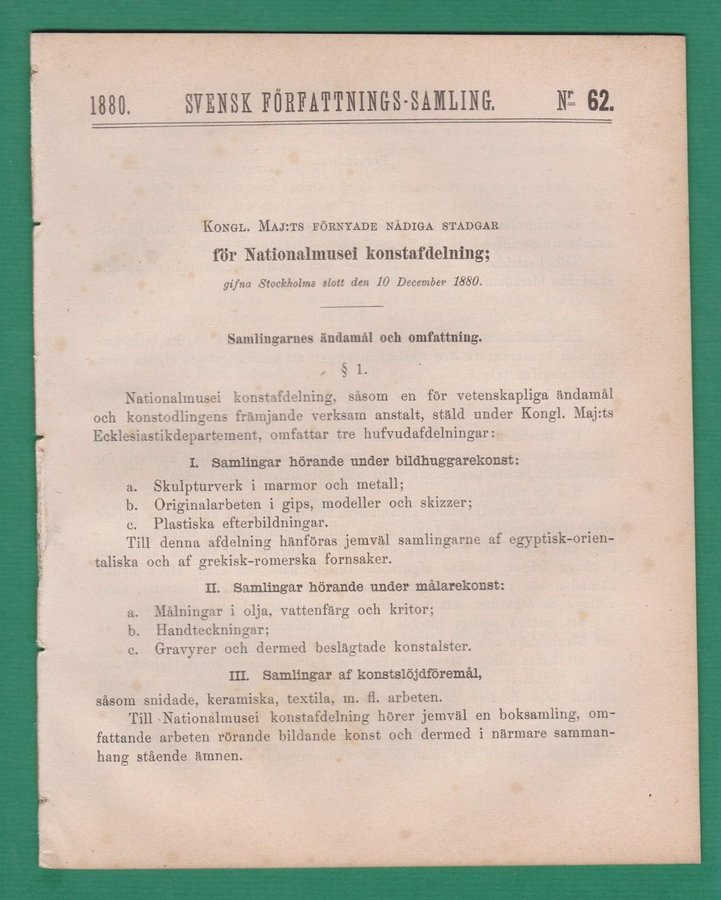 1880. SVENSK FÖRFATTNINGS-SAMLING. Nr 62.
KONGL. MAJ:TS FÖRNYADE NÅDIGA STADGAR
för Nationalmusei konstafdelning;
gifna Stockholms slott den 10 December 1880.
Samlingarnes ändamål och omfattning.
§ 1.
Nationalmusei konstafdelning, såsom en för vetenskapliga ändamål
och konstodlingens främjande verksam anstalt, stäld under Kongl. Maj:ts
Ecklesiastikdepartement, omfattar tre hufvudafdelningar:
I. Samlingar hörande under bildhuggarekonst:
a. Skulpturverk i marmor och metall;
b. Originalarbeten i gips, modeller och skizzer;
c. Plastiska efterbildningar.
Till denna afdelning hänföras jemväl samlingarne af egyptisk-orien-
taliska och af grekisk-romerska fornsaker.
II. Samlingar hörande under målarekonst:
a. Målningar i olja, vattenfärg och kritor;
b. Handteckningar;
c. Gravyrer och dermed beslägtade konstalster.
III. Samlingar af konstslöjdföremål,
såsom snidade, keramiska, textila, m. fl. arbeten.
Till Nationalmusei konstafdelning hörer jemväl en boksamling, om-
fattande arbeten rörande bildande konst och dermed i närmare samman-
hang stående ämnen.